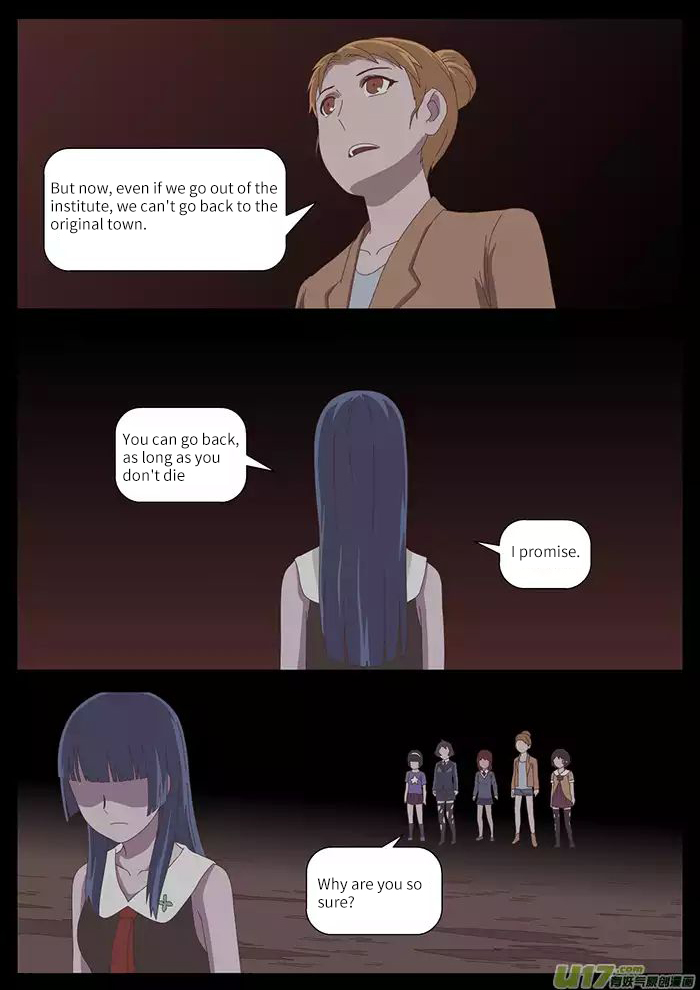 But now, even if we go out of the
institute, we can't go back to the
original town.
You can go back,
as long as you
don't die
I promise.
Why are you so
sure?
U17.com
有妖气原创漫画